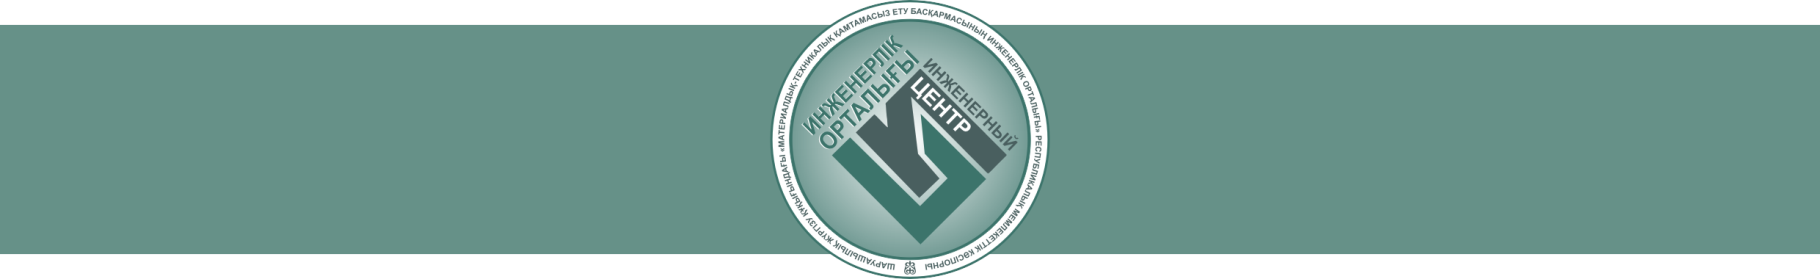 ШАРУАШЫЛЫҚ ЖҮРГІЗУ ҚҰҚЫҒЫНДАҒЫ «МАТЕРИАЛДЫҚ-ТЕХНИКАЛЫҚ ҚАМТАМАСЫЗ ЕТУ БАСҚАРМАСЫНЫҢ ИНЖЕНЕРЛІК ОРТАЛЫҒЫ» РЕСПУБЛИКАЛЫҚ МЕМЛЕКЕТТІК КӘСІПОРНЫ
ИНЖЕНЕРЛІК
ОРТАЛЫҒЫ
ИНЖЕНЕРНЫЙ
ЦЕНТР